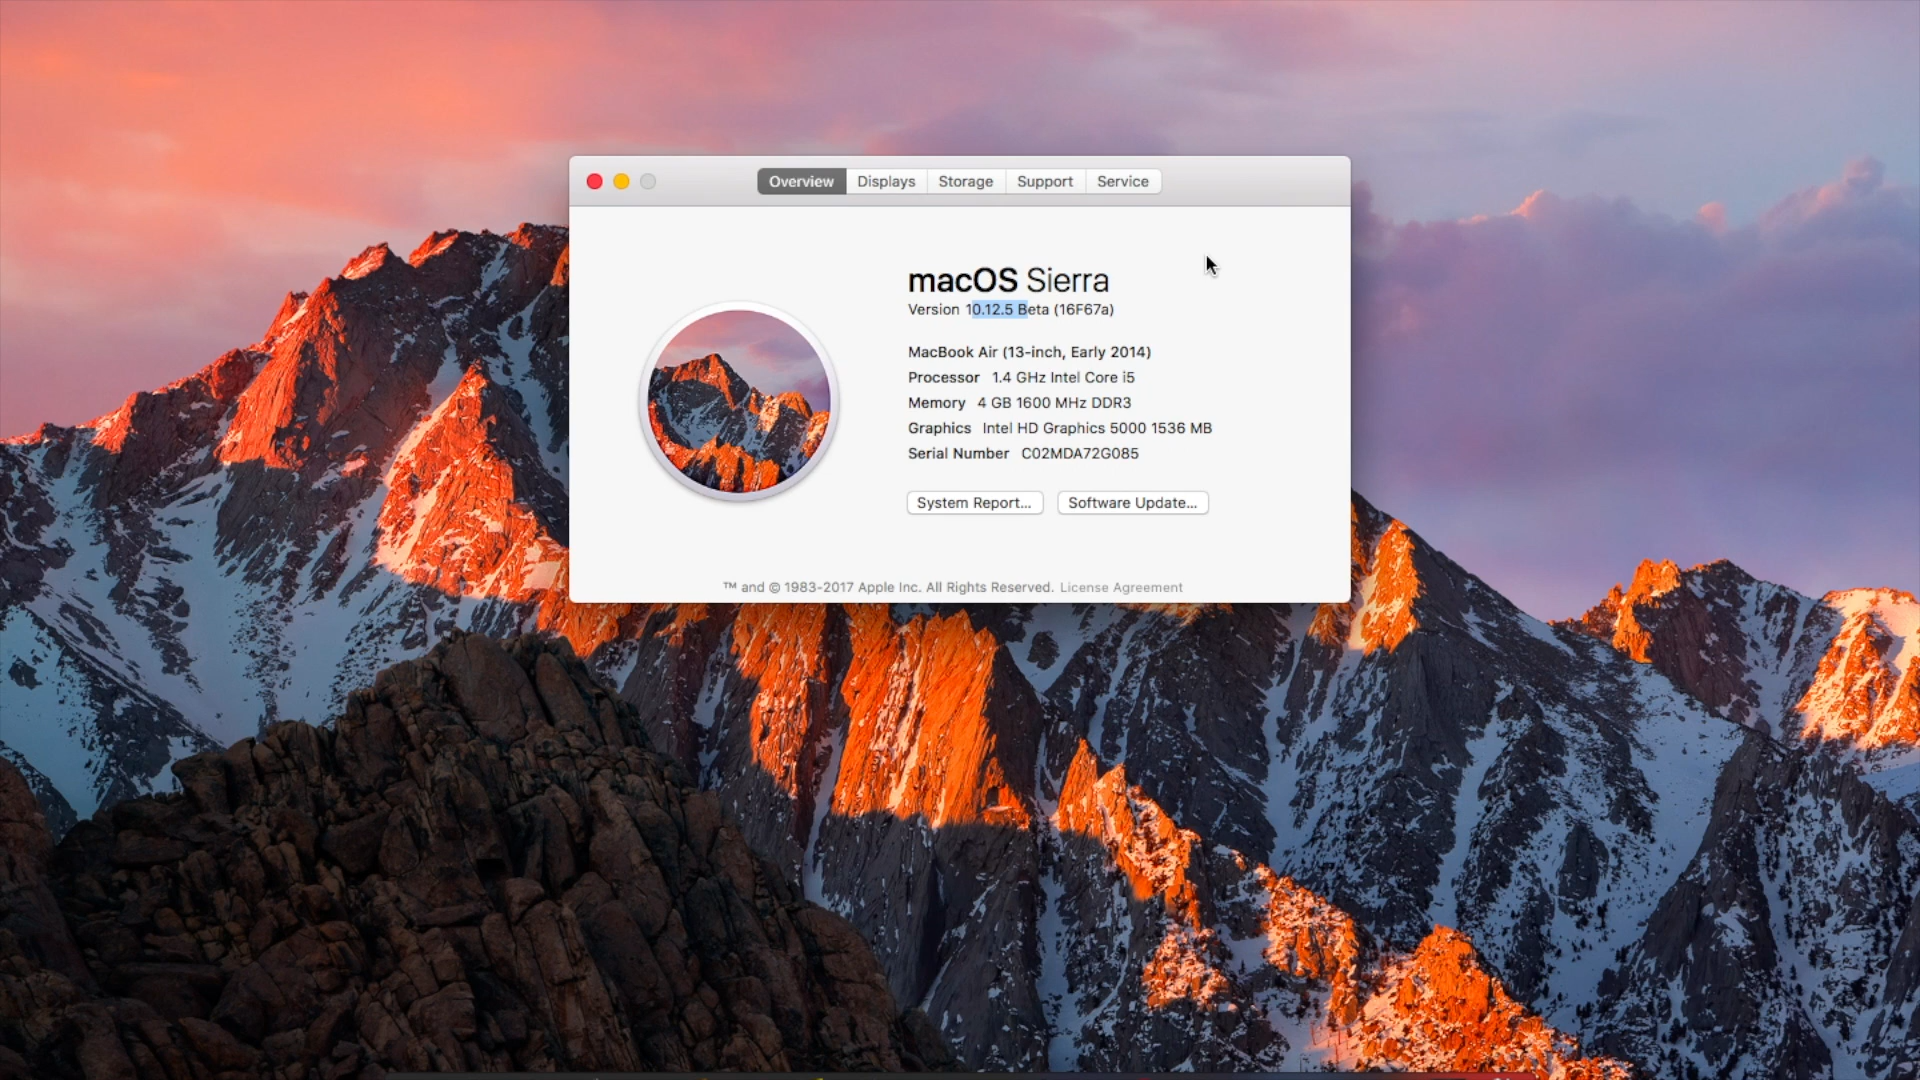 Overview Displays Storage Support Service
macOS Sierra
Version 10.12.5 Beta (16F67a)
MacBook Air (13-inch, Early 2014)
Processor 1.4 GHz Intel Core i5
Memory 4 GB 1600 MHz DDR3
Graphics Intel HD Graphics 5000 1536 MB
Serial Number C02MDA72G085
System Report... Software Update...
™ and © 1983-2017 Apple Inc. All Rights Reserved. License Agreement